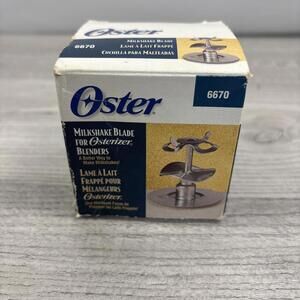 MILKSHAKE BLADE
LAME À LAIT FRAPPÉ
CUCHILLA PARA MALTEADAS
6670
Oster
6670
MILKSHAKE BLADE
FOR Osterizer
BLENDERS
A Better Way to
Make Milkshakes!
LAME À LAIT
FRAPPÉ POUR
MÉLANGEURS
Osterizer